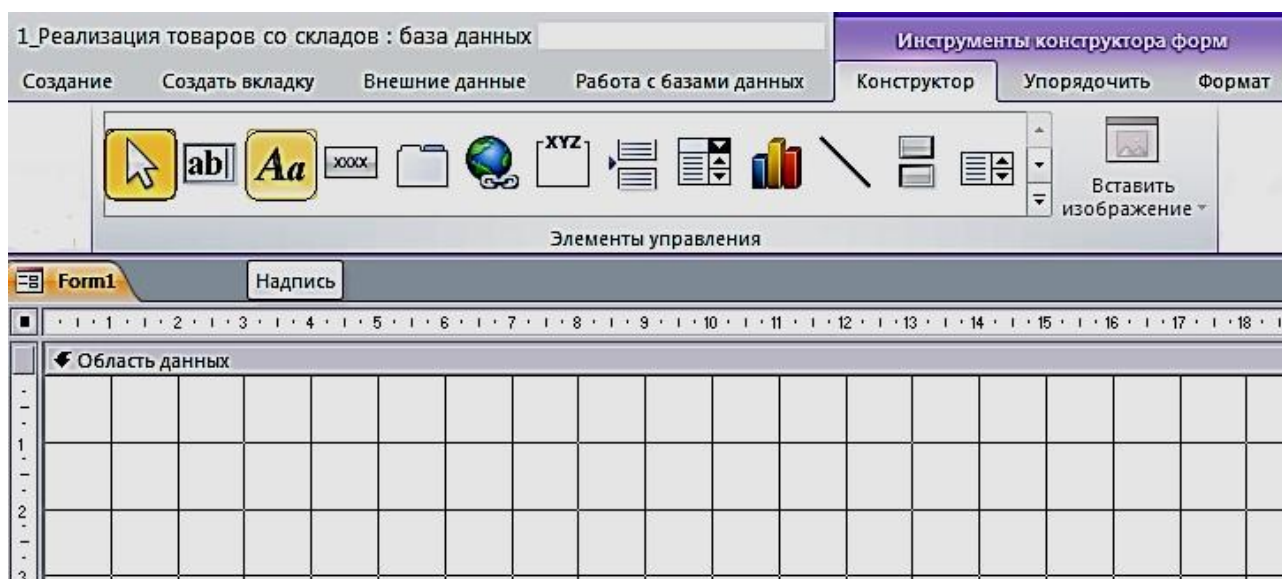 1_Реализация товаров со складов : база данных Инструменты конструктора форм
Создание Создать вкладку Внешние данные Работа с базами данных Конструктор Упорядочить Формат
ab Aa xxxx XYZ
Вставить
изображение
Элементы управления
Form1 Надпись
1 2 3 4 5 6 7 8 9 10 11 12 13 14 15 16 17 18
Область данных
1
2
3